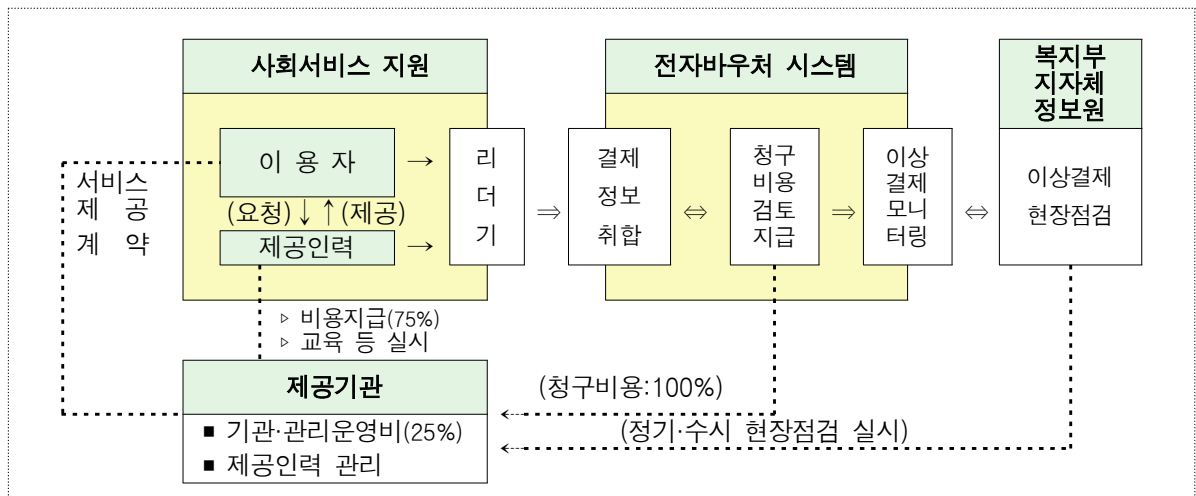 사회서비스 지원
전자바우처 시스템
복지부
지자체
정보원
서비스
제 공
계 약
이 용 자
→
(요청)↓ ↑(제공)
제공인력
→
리
더
기
⇒
결제
정보
취합
⇔
청구
비용
검토
지급
⇒
이상
결제
모니
터링
⇔
이상결제
현장점검
▹ 비용지급(75%)
▹ 교육 등 실시
제공기관
■ 기관·관리운영비(25%)
■ 제공인력 관리
(청구비용:100%)
(정기·수시 현장점검 실시)